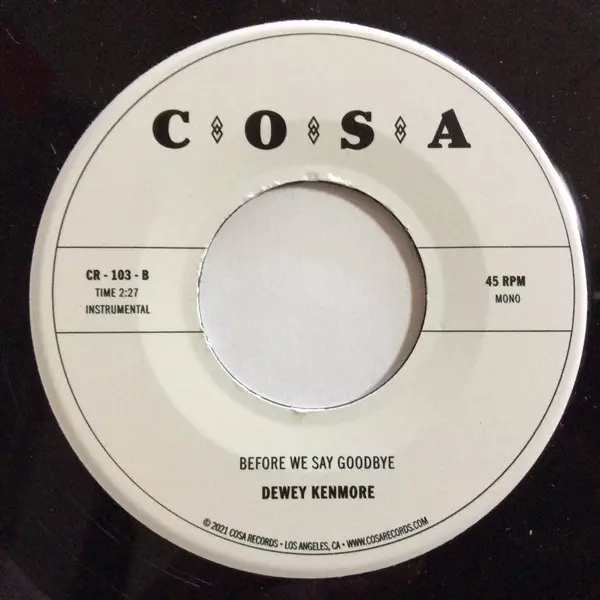 COSA
CR - 103 - B
TIME 2:27
INSTRUMENTAL
45 RPM
MONO
BEFORE WE SAY GOODBYE
DEWEY KENMORE
© 2021 COSA RECORDS • LOS ANGELES, CA • WWW.COSARECORDS.COM